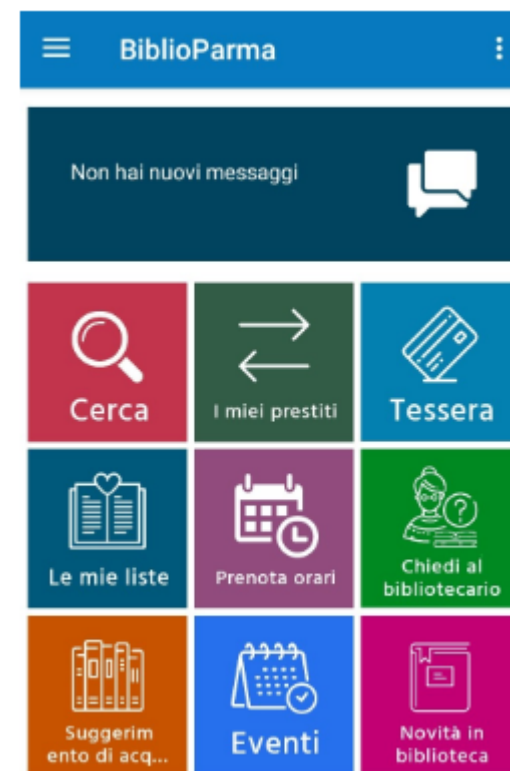 BiblioParma
Non hai nuovi messaggi
Cerca
I miei prestiti
Tessera
Le mie liste
Prenota orari
Chiedi al
bibliotecario
Suggerim
ento di acq...
Eventi
Novità in
biblioteca